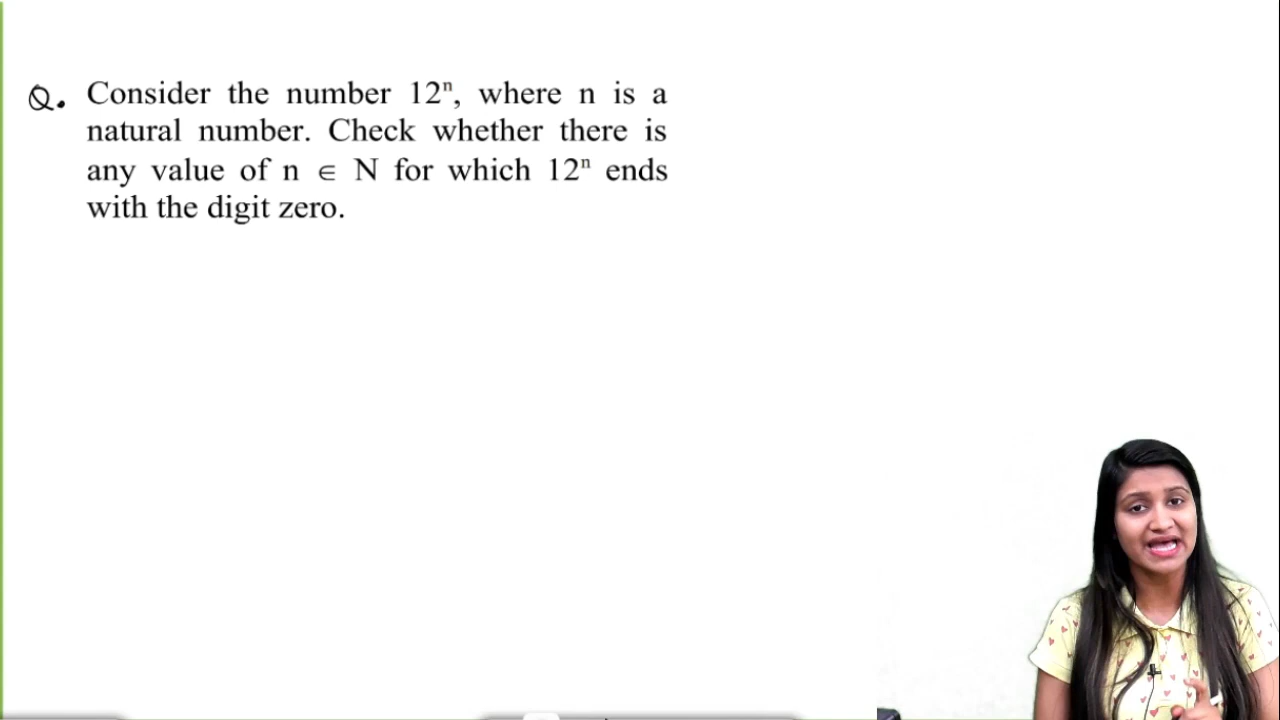 Q. Consider the number 12ⁿ, where n is a
natural number. Check whether there is
any value of n ∈ N for which 12ⁿ ends
with the digit zero.